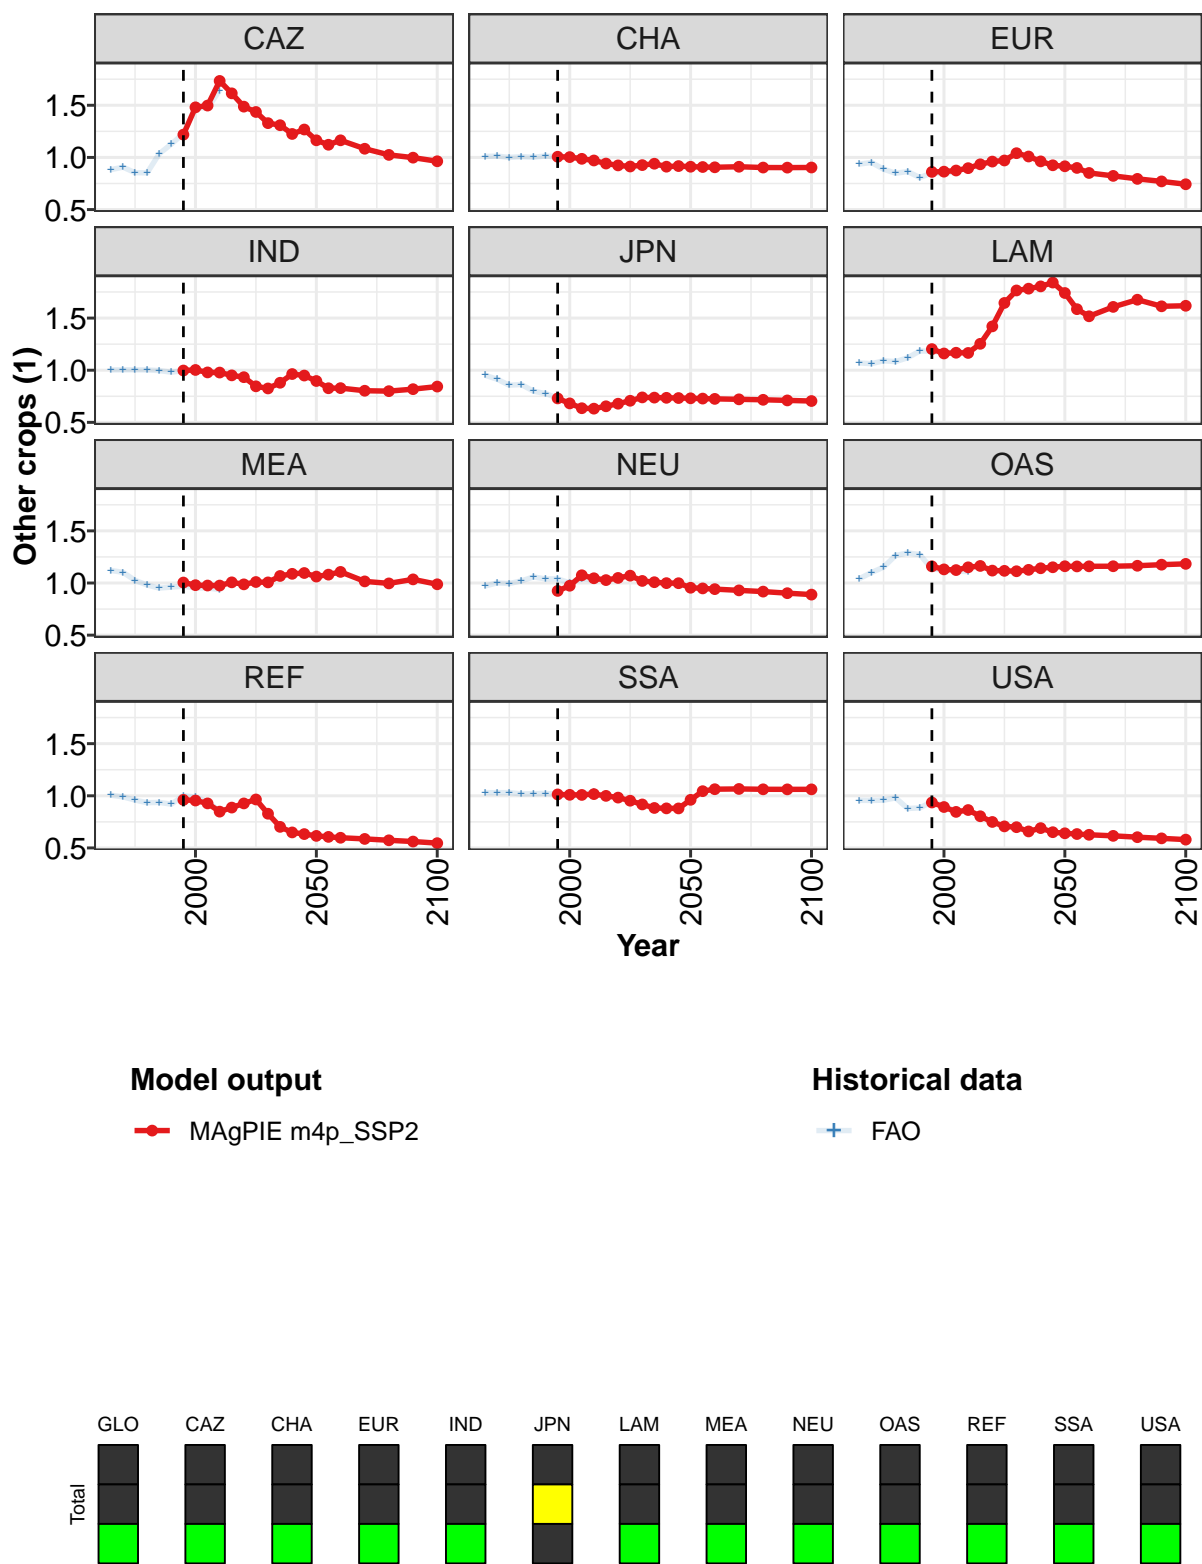 CAZ CHA EUR
1.5
1.0
0.5
IND JPN LAM
1.5
1.0
0.5
MEA NEU OAS
1.5
1.0
0.5
REF SSA USA
1.5
1.0
0.5
Other crops (1)
2000 2050 2100 2000 2050 2100 2000 2050 2100
Year
Model output Historical data
MAgPIE m4p_SSP2 FAO
GLO CAZ CHA EUR IND JPN LAM MEA NEU OAS REF SSA USA
Total